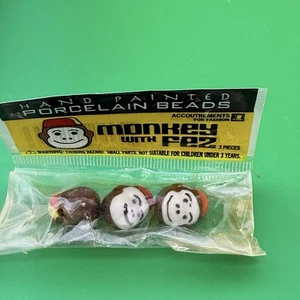 HAND PAINTED
PORCELAIN BEADS
ACCOUTREMENTS
FOR FASHION
monkey
with FEZ
3 PIECES
WARNING: CHOKING HAZARD. SMALL PARTS. NOT SUITABLE FOR CHILDREN UNDER 3 YEARS.